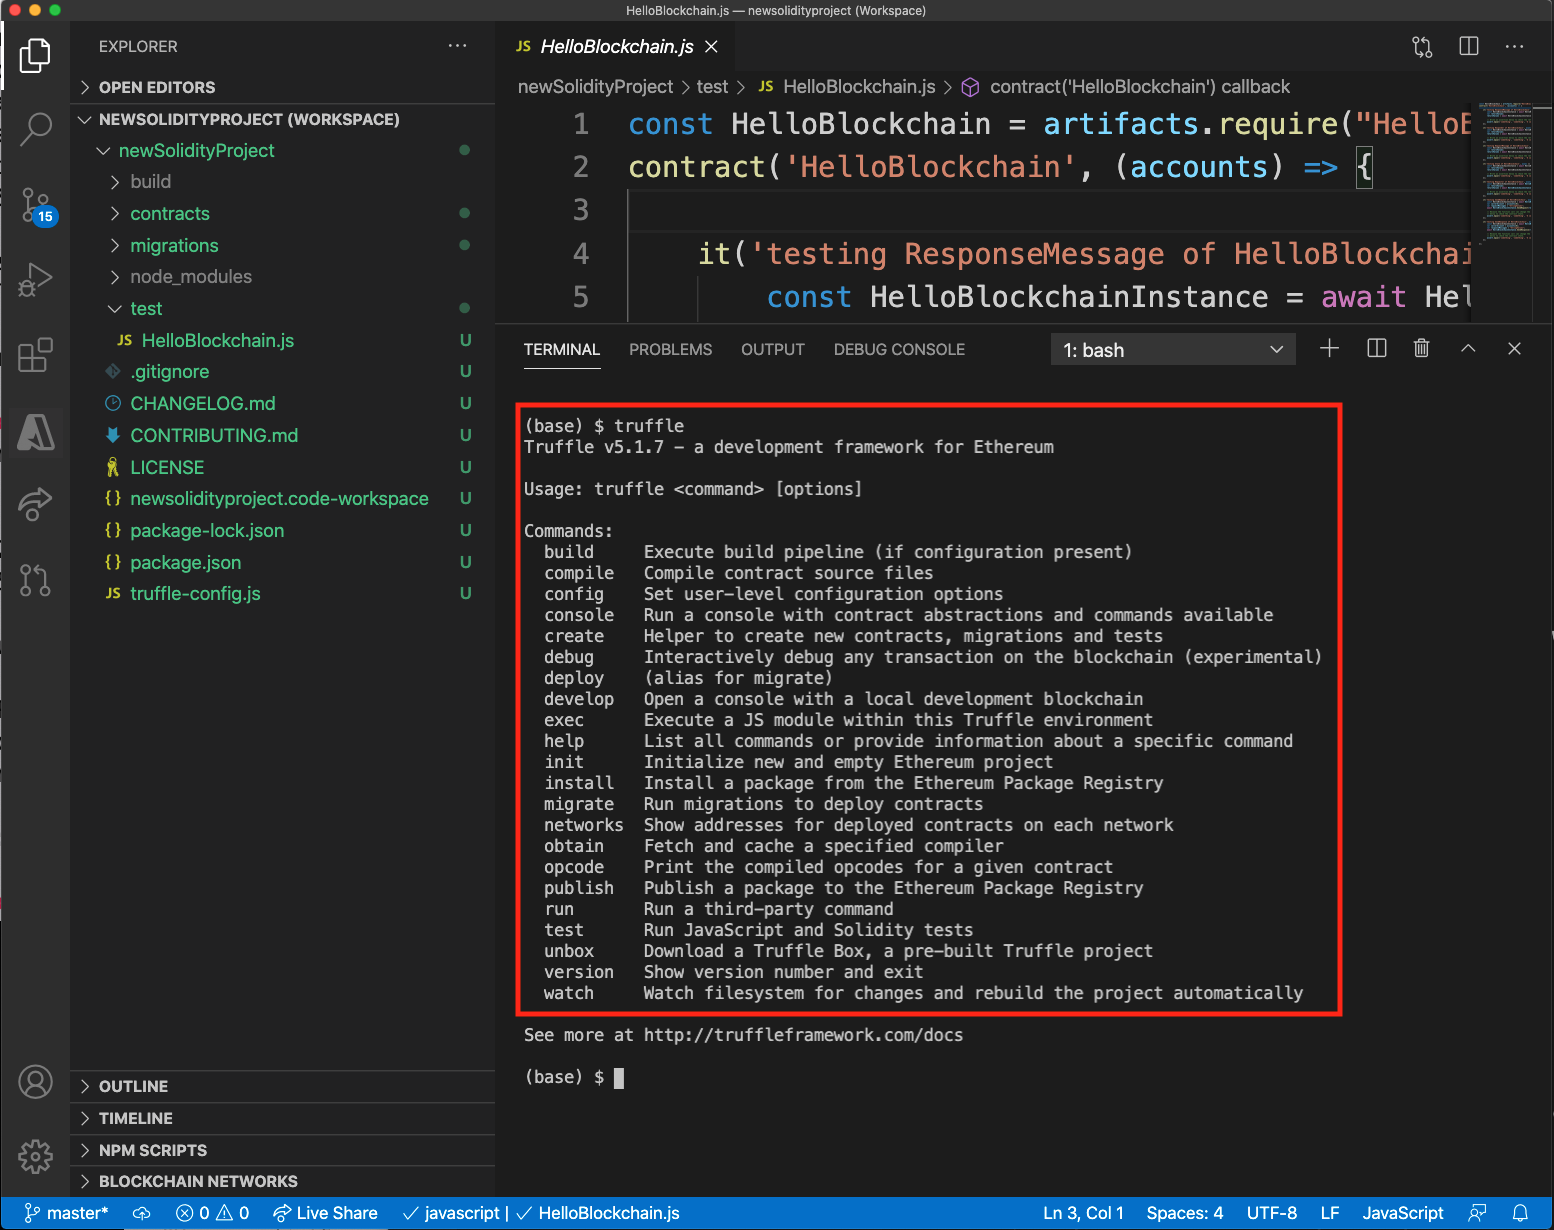 HelloBlockchain.js — newsolidityproject (Workspace)
EXPLORER
OPEN EDITORS
NEWSOLIDITYPROJECT (WORKSPACE)
newSolidityProject
build
contracts
migrations
node_modules
test
JS HelloBlockchain.js U
.gitignore U
CHANGELOG.md U
CONTRIBUTING.md U
LICENSE U
{} newsolidityproject.code-workspace U
{} package-lock.json U
{} package.json U
JS truffle-config.js U
15
OUTLINE
TIMELINE
NPM SCRIPTS
BLOCKCHAIN NETWORKS
JS HelloBlockchain.js
newSolidityProject > test > JS HelloBlockchain.js > contract('HelloBlockchain') callback
1 const HelloBlockchain = artifacts.require("HelloB
2 contract('HelloBlockchain', (accounts) => {
3
4 it('testing ResponseMessage of HelloBlockchai
5 const HelloBlockchainInstance = await Hel
TERMINAL PROBLEMS OUTPUT DEBUG CONSOLE 1: bash
(base) $ truffle
Truffle v5.1.7 - a development framework for Ethereum
Usage: truffle <command> [options]
Commands:
build Execute build pipeline (if configuration present)
compile Compile contract source files
config Set user-level configuration options
console Run a console with contract abstractions and commands available
create Helper to create new contracts, migrations and tests
debug Interactively debug any transaction on the blockchain (experimental)
deploy (alias for migrate)
develop Open a console with a local development blockchain
exec Execute a JS module within this Truffle environment
help List all commands or provide information about a specific command
init Initialize new and empty Ethereum project
install Install a package from the Ethereum Package Registry
migrate Run migrations to deploy contracts
networks Show addresses for deployed contracts on each network
obtain Fetch and cache a specified compiler
opcode Print the compiled opcodes for a given contract
publish Publish a package to the Ethereum Package Registry
run Run a third-party command
test Run JavaScript and Solidity tests
unbox Download a Truffle Box, a pre-built Truffle project
version Show version number and exit
watch Watch filesystem for changes and rebuild the project automatically
See more at http://truffleframework.com/docs
(base) $
master* 0 0 Live Share javascript | HelloBlockchain.js Ln 3, Col 1 Spaces: 4 UTF-8 LF JavaScript